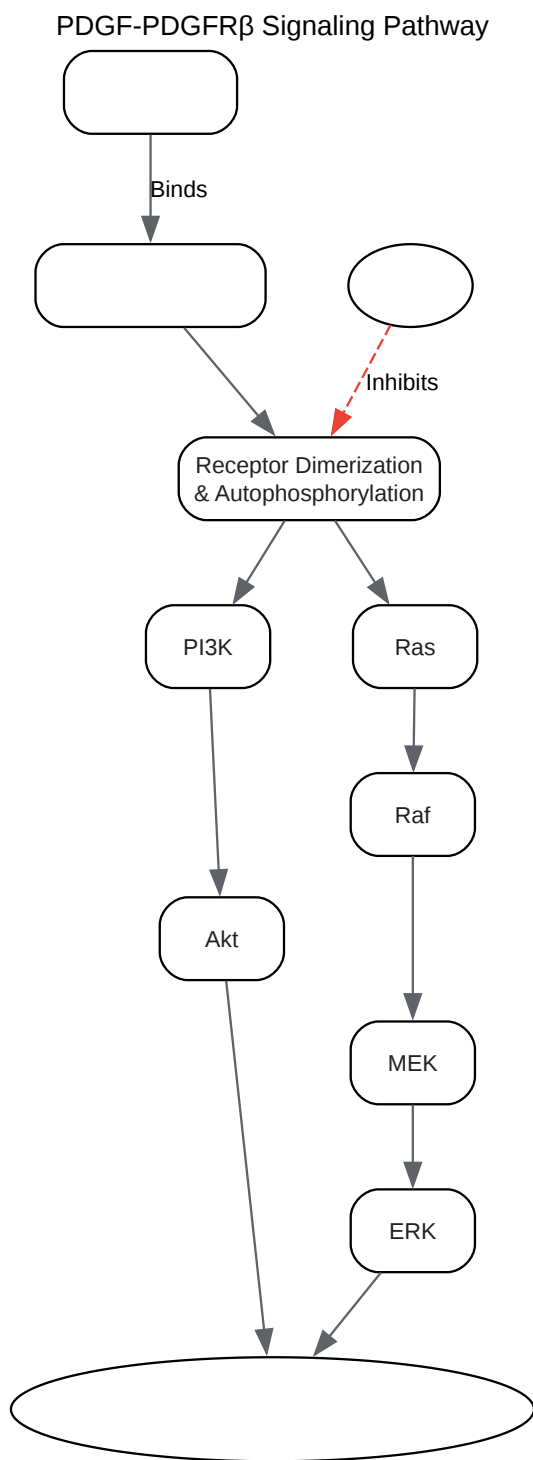 PDGF-PDGFRβ Signaling Pathway
Binds
Inhibits
Receptor Dimerization
& Autophosphorylation
PI3K
Ras
Raf
Akt
MEK
ERK